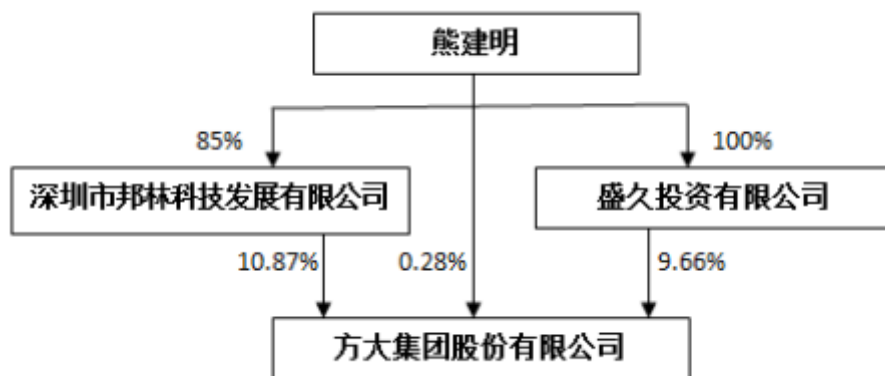 熊建明
85%
100%
深圳市邦林科技发展有限公司
盛久投资有限公司
10.87%
0.28%
9.66%
方大集团股份有限公司